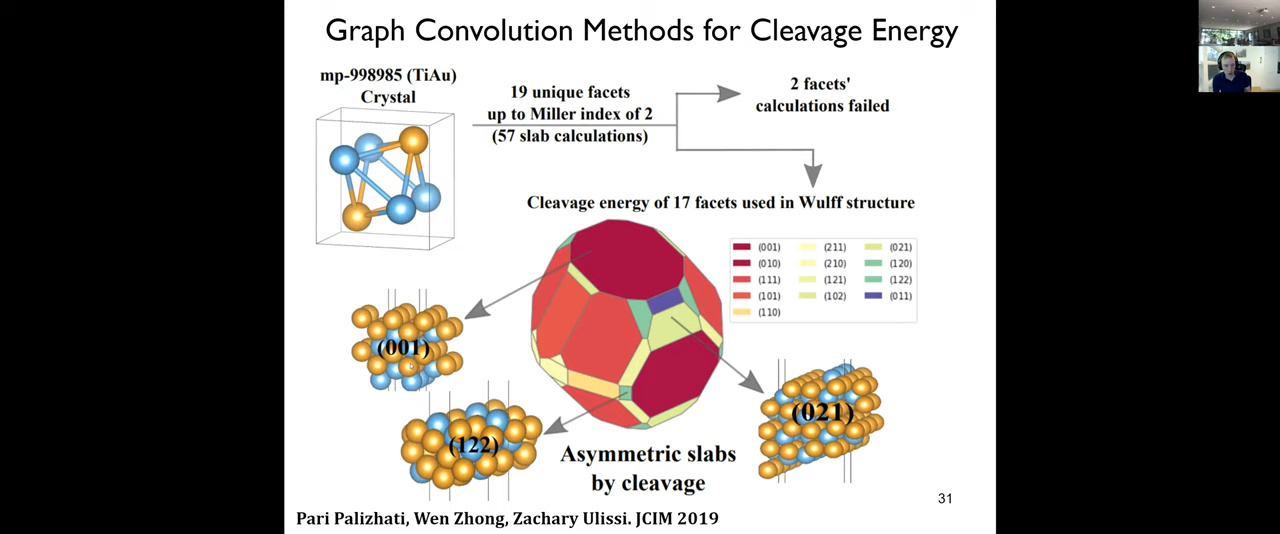 Graph Convolution Methods for Cleavage Energy
mp-998985 (TiAu)
Crystal
19 unique facets
up to Miller index of 2
(57 slab calculations)
2 facets'
calculations failed
Cleavage energy of 17 facets used in Wulff structure
(001) (211) (021)
(010) (210) (120)
(111) (121) (122)
(101) (102) (011)
(110)
(001)
(122)
(021)
Asymmetric slabs
by cleavage
31
Pari Palizhati, Wen Zhong, Zachary Ulissi. JCIM 2019